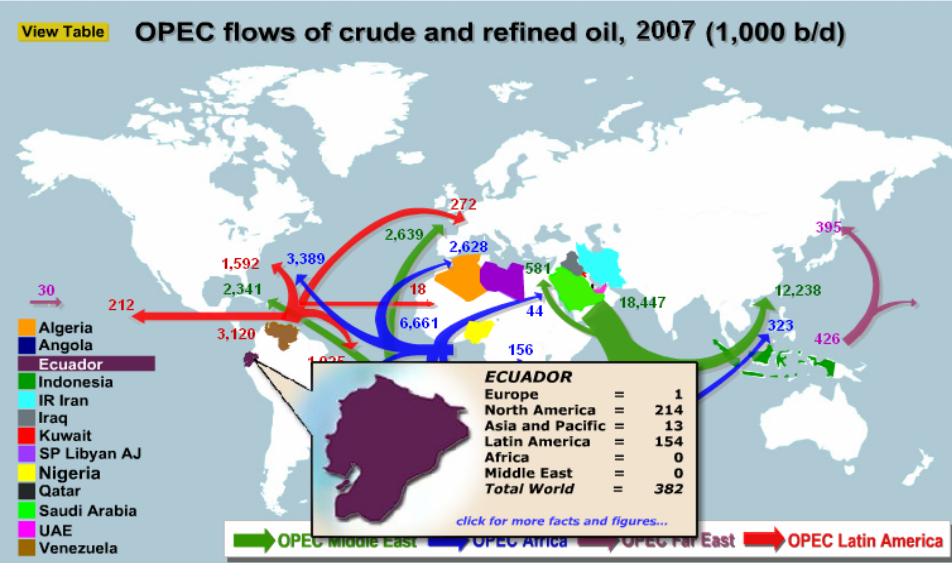 View Table
OPEC flows of crude and refined oil, 2007 (1,000 b/d)
272
395
2,639
2,628
1,592
3,389
581
30
2,341
18
18,447
12,238
212
44
6,661
323
3,120
426
156
Algeria
Angola
Ecuador
Indonesia
IR Iran
Iraq
Kuwait
SP Libyan AJ
Nigeria
Qatar
Saudi Arabia
UAE
Venezuela
ECUADOR
Europe = 1
North America = 214
Asia and Pacific = 13
Latin America = 154
Africa = 0
Middle East = 0
Total World = 382
click for more facts and figures...
OPEC Middle East
OPEC Africa
OPEC Far East
OPEC Latin America